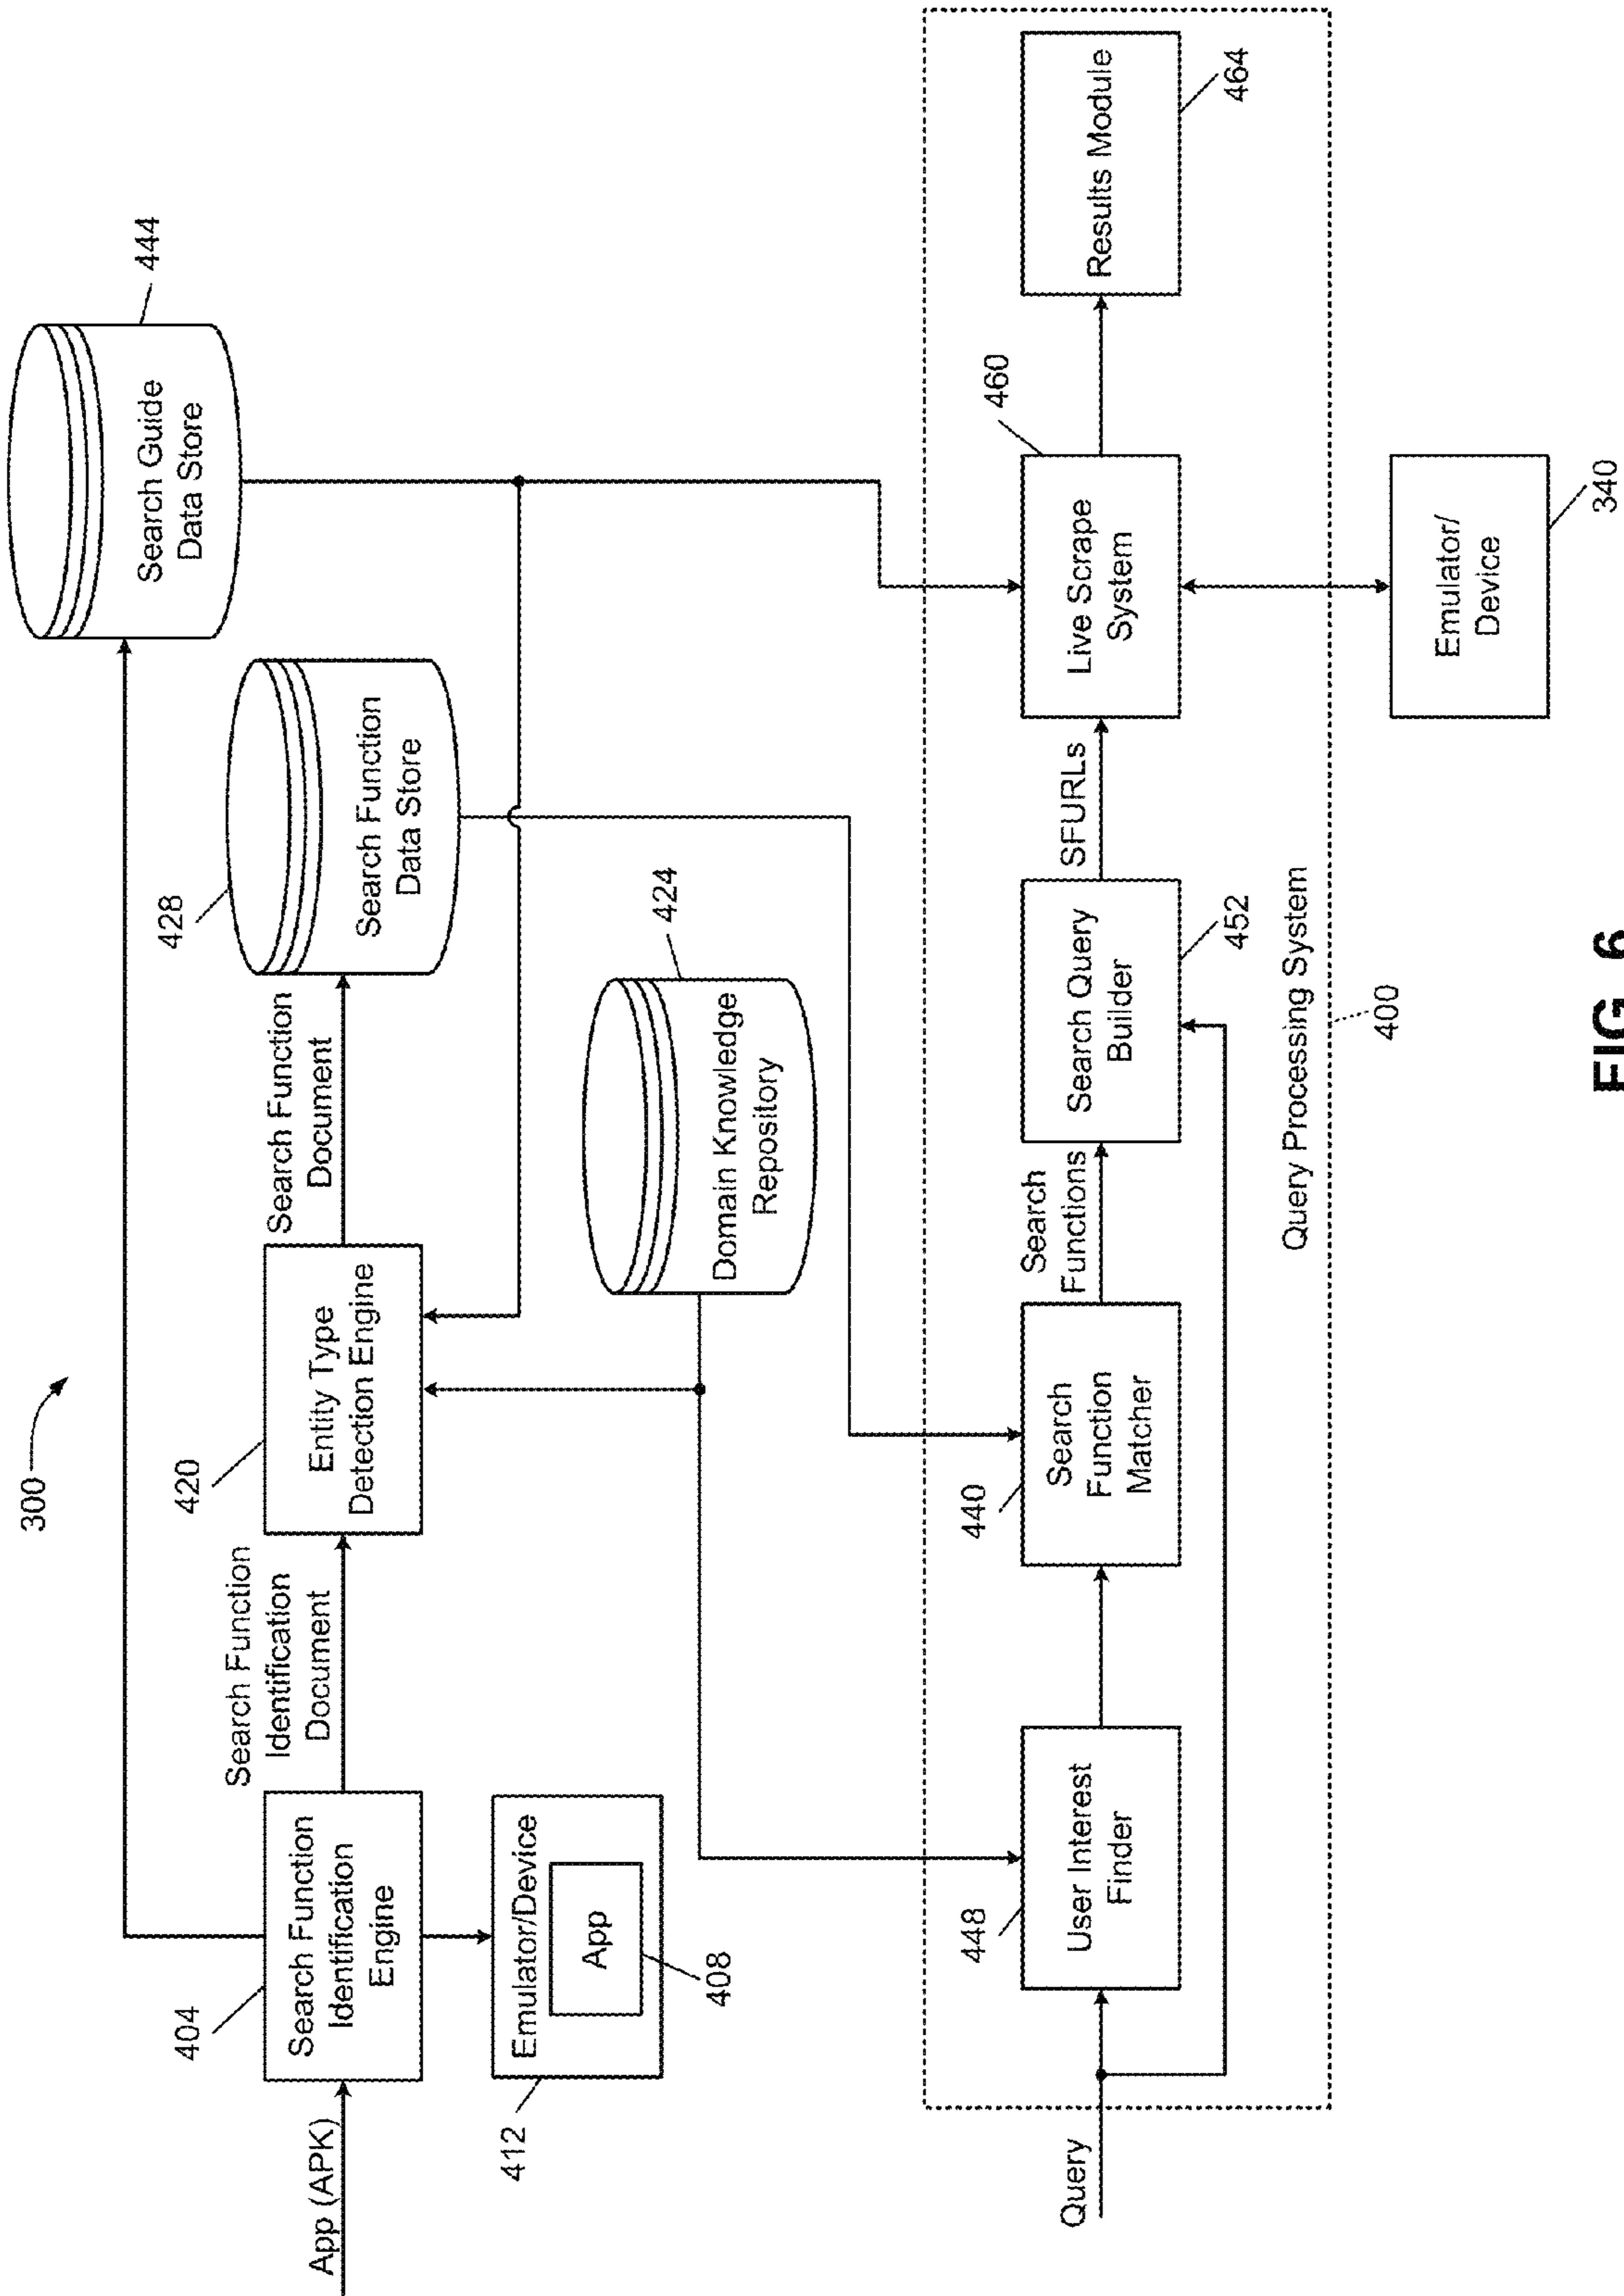 300
444
Search Guide
Data Store
428
Search Function
Data Store
Search Function
Document
420
Entity Type
Detection Engine
Search Function
Identification
Document
404
Search Function
Identification
Engine
App (APK)
Emulator/Device
App
408
412
424
Domain Knowledge
Repository
Query
448
User Interest
Finder
440
Search
Function
Matcher
Search
Functions
Search Query
Builder
452
SFURLs
460
Live Scrape
System
Results Module
464
Query Processing System
400
Emulator/
Device
340
FIG. 6